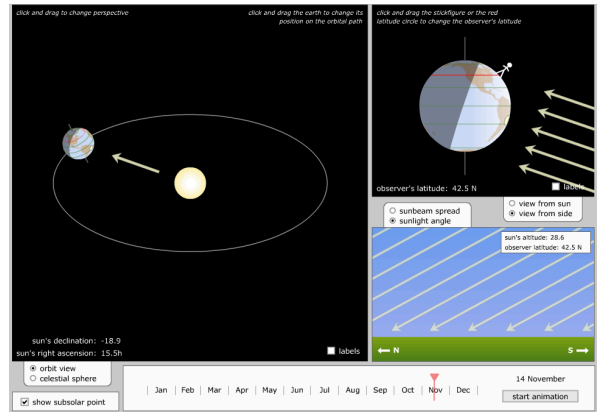 click and drag to change perspective
click and drag the earth to change its
position on the orbital path
sun's declination: -18.9
sun's right ascension: 15.5h
labels
click and drag the stickfigure or the red
latitude circle to change the observer's latitude
observer's latitude: 42.5 N
labels
sunbeam spread
sunlight angle
view from sun
view from side
sun's altitude: 28.6
observer latitude: 42.5 N
N
S
orbit view
celestial sphere
show subsolar point
Jan Feb Mar Apr May Jun Jul Aug Sep Oct Nov Dec
14 November
start animation